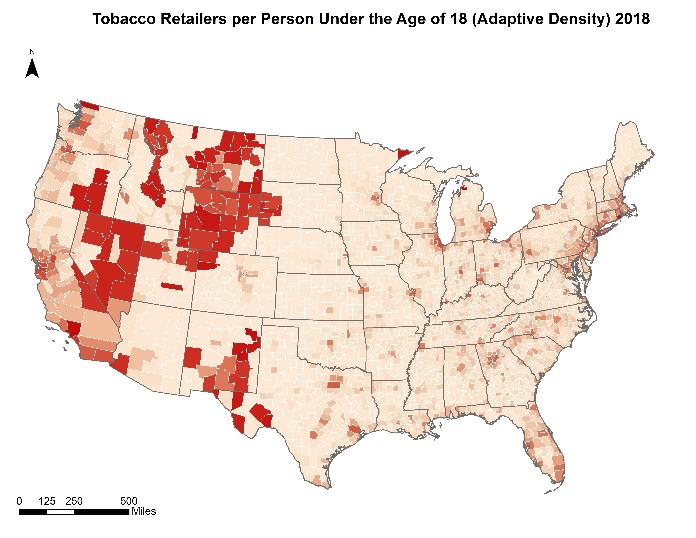 Tobacco Retailers per Person Under the Age of 18 (Adaptive Density) 2018
N
0 125 250 500
Miles